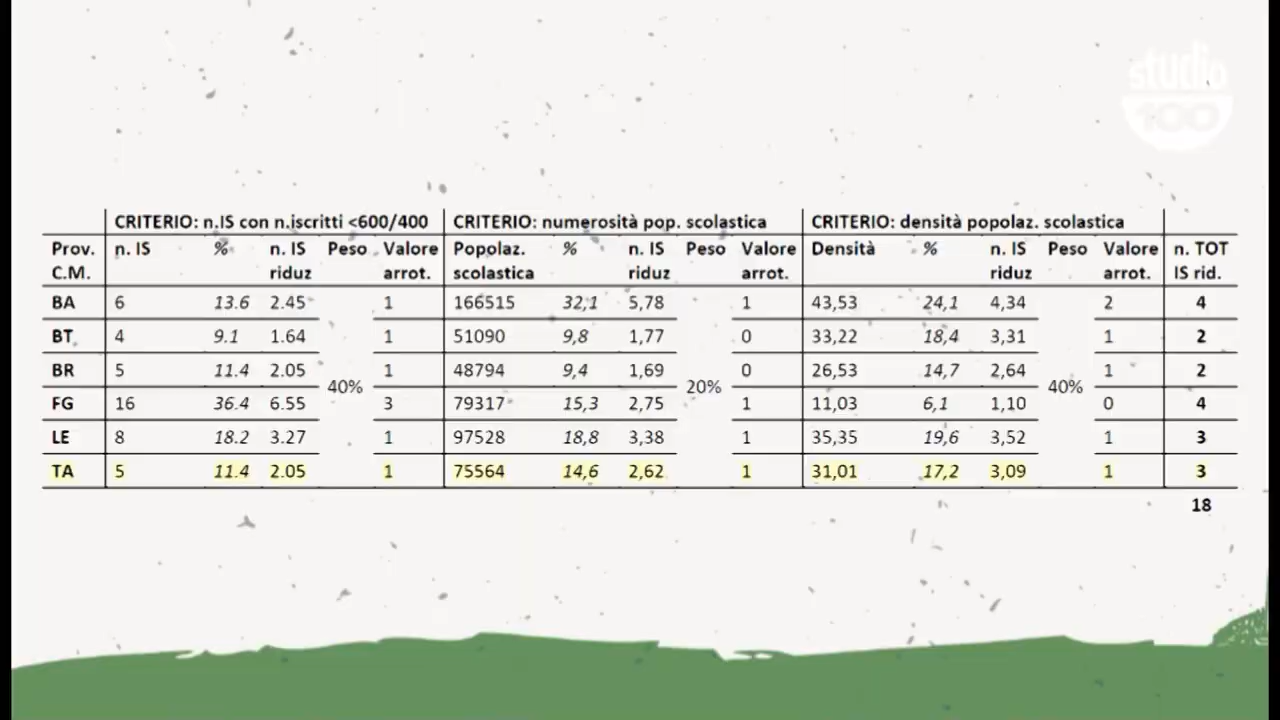 studio
100
CRITERIO: n.IS con n.iscritti <600/400 CRITERIO: numerosità pop. scolastica CRITERIO: densità popolaz. scolastica
Prov. n. IS % n. IS Peso Valore Popolaz. % n. IS Peso Valore Densità % n. IS Peso Valore n. TOT
C.M. riduz arrot. scolastica riduz arrot. riduz arrot. IS rid.
BA 6 13.6 2.45 1 166515 32,1 5,78 1 43,53 24,1 4,34 2 4
BT 4 9.1 1.64 1 51090 9,8 1,77 0 33,22 18,4 3,31 1 2
BR 5 11.4 2.05 1 48794 9,4 1,69 0 26,53 14,7 2,64 1 2
40% 20% 40%
FG 16 36.4 6.55 3 79317 15,3 2,75 1 11,03 6,1 1,10 0 4
LE 8 18.2 3.27 1 97528 18,8 3,38 1 35,35 19,6 3,52 1 3
TA 5 11.4 2.05 1 75564 14,6 2,62 1 31,01 17,2 3,09 1 3
18